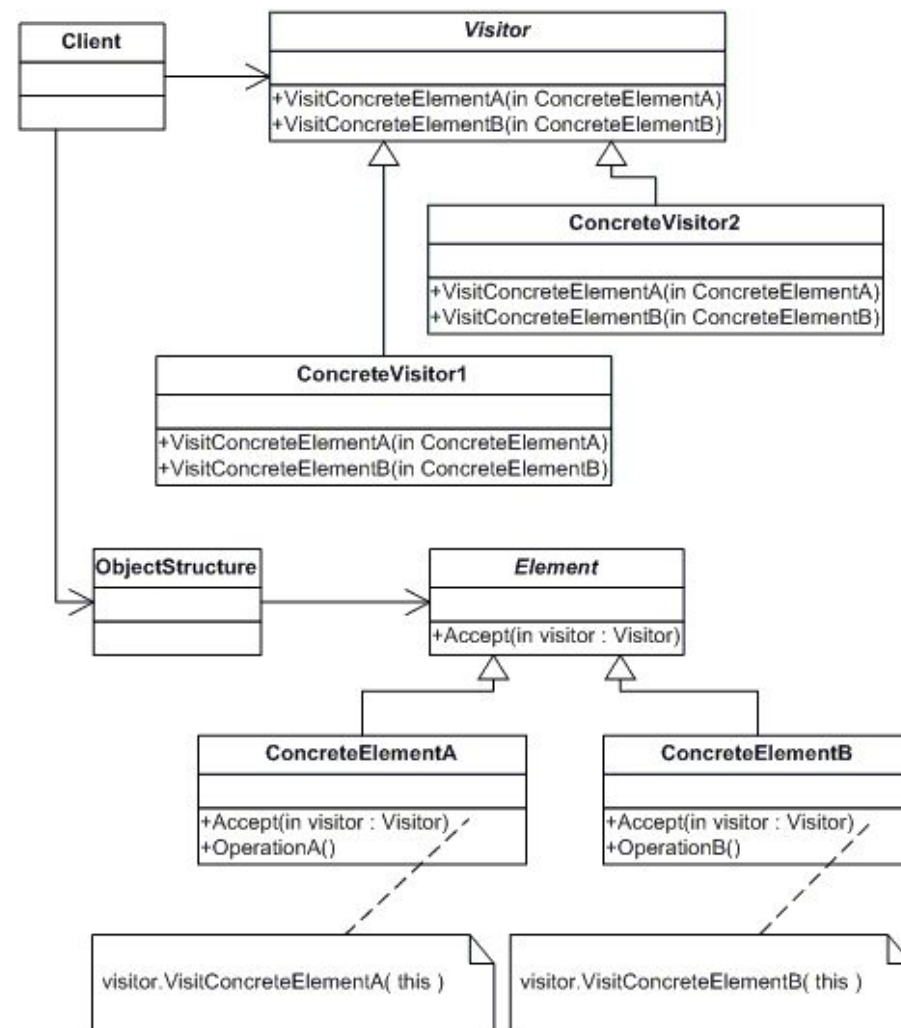 Client
Visitor
+VisitConcreteElementA(in ConcreteElementA)
+VisitConcreteElementB(in ConcreteElementB)
ConcreteVisitor2
+VisitConcreteElementA(in ConcreteElementA)
+VisitConcreteElementB(in ConcreteElementB)
ConcreteVisitor1
+VisitConcreteElementA(in ConcreteElementA)
+VisitConcreteElementB(in ConcreteElementB)
ObjectStructure
Element
+Accept(in visitor : Visitor)
ConcreteElementA
+Accept(in visitor : Visitor)
+OperationA()
ConcreteElementB
+Accept(in visitor : Visitor)
+OperationB()
visitor.VisitConcreteElementA( this )
visitor.VisitConcreteElementB( this )